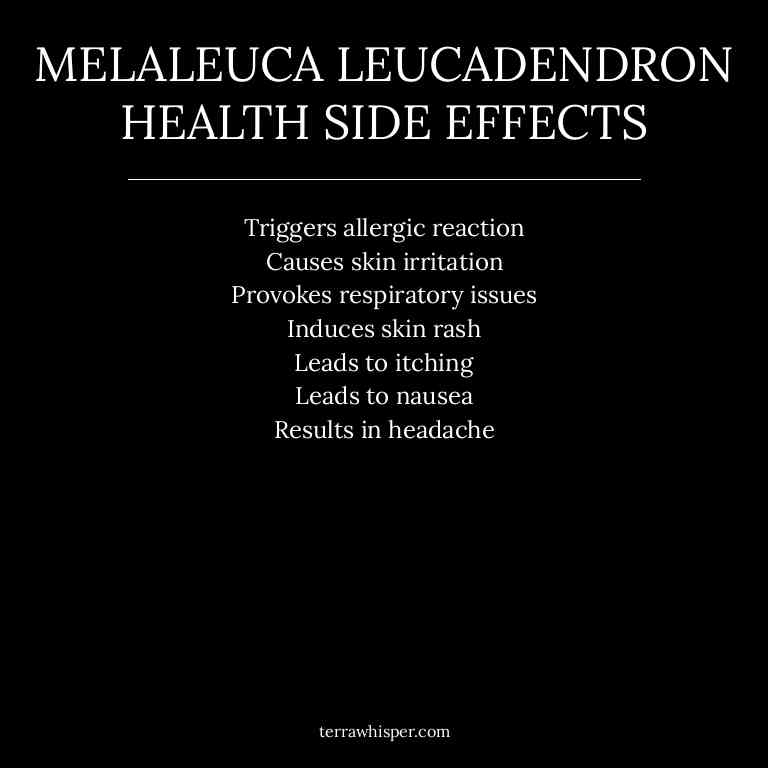 MELALEUCA LEUCADENDRON
HEALTH SIDE EFFECTS
Triggers allergic reaction
Causes skin irritation
Provokes respiratory issues
Induces skin rash
Leads to itching
Leads to nausea
Results in headache
terrawhisper.com